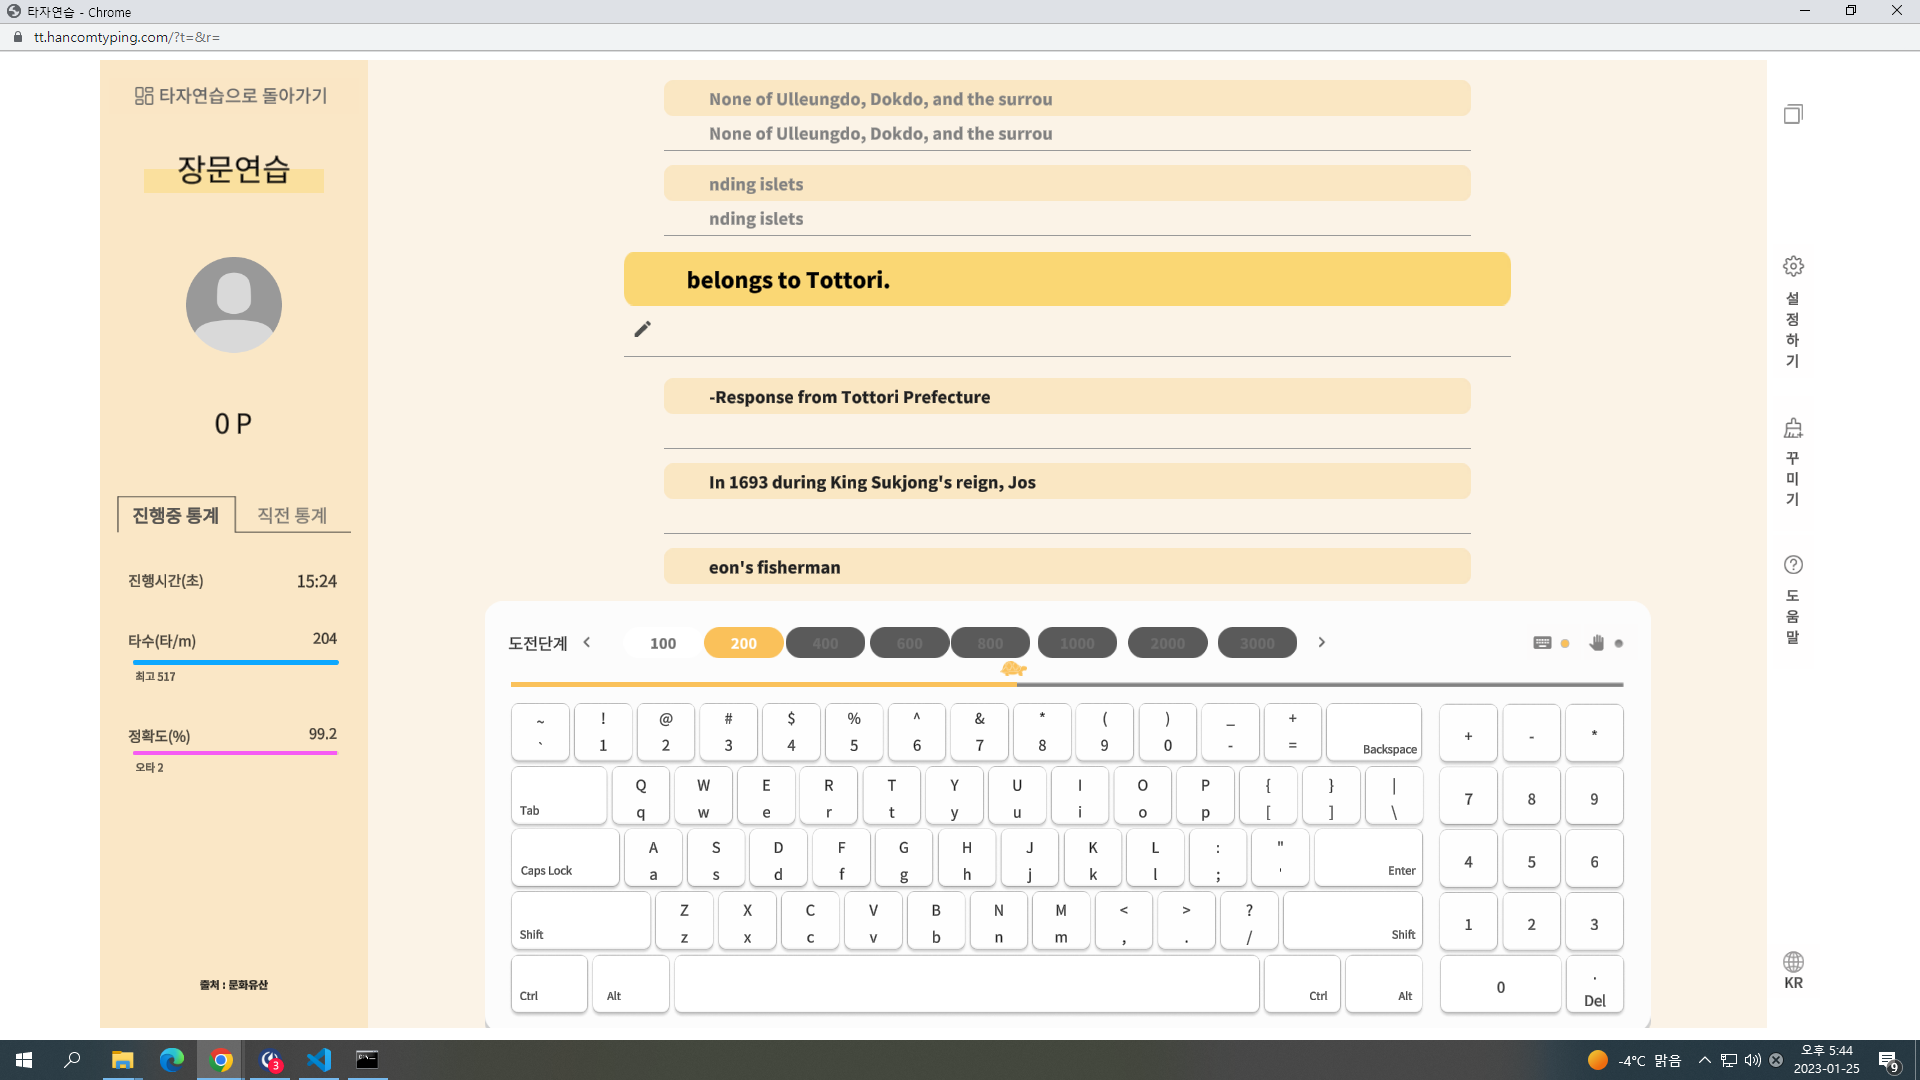 타자연습 - Chrome
tt.hancomtyping.com/?t=&r=
타자연습으로 돌아가기
장문연습
0 P
진행중 통계
직전 통계
진행시간(초)
15:24
타수(타/m)
204
최고 517
정확도(%)
99.2
오타 2
출처 : 문화유산
None of Ulleungdo, Dokdo, and the surrou
None of Ulleungdo, Dokdo, and the surrou
nding islets
nding islets
belongs to Tottori.
-Response from Tottori Prefecture
In 1693 during King Sukjong's reign, Jos
eon's fisherman
도전단계 < 100 200 400 600 800 1000 2000 3000 >
~ ! @ # $ % ^ & * ( ) _ +
` 1 2 3 4 5 6 7 8 9 0 - = Backspace
+ - *
Q W E R T Y U I O P { } |
Tab q w e r t y u i o p [ ] \
7 8 9
A S D F G H J K L : "
Caps Lock a s d f g h j k l ; ' Enter
4 5 6
Z X C V B N M < > ?
Shift z x c v b n m , . / Shift
1 2 3
Ctrl Alt Ctrl Alt
0 . Del
설정하기
꾸미기
?
도움말
KR
3
-4°C 맑음
오후 5:44
2023-01-25
9